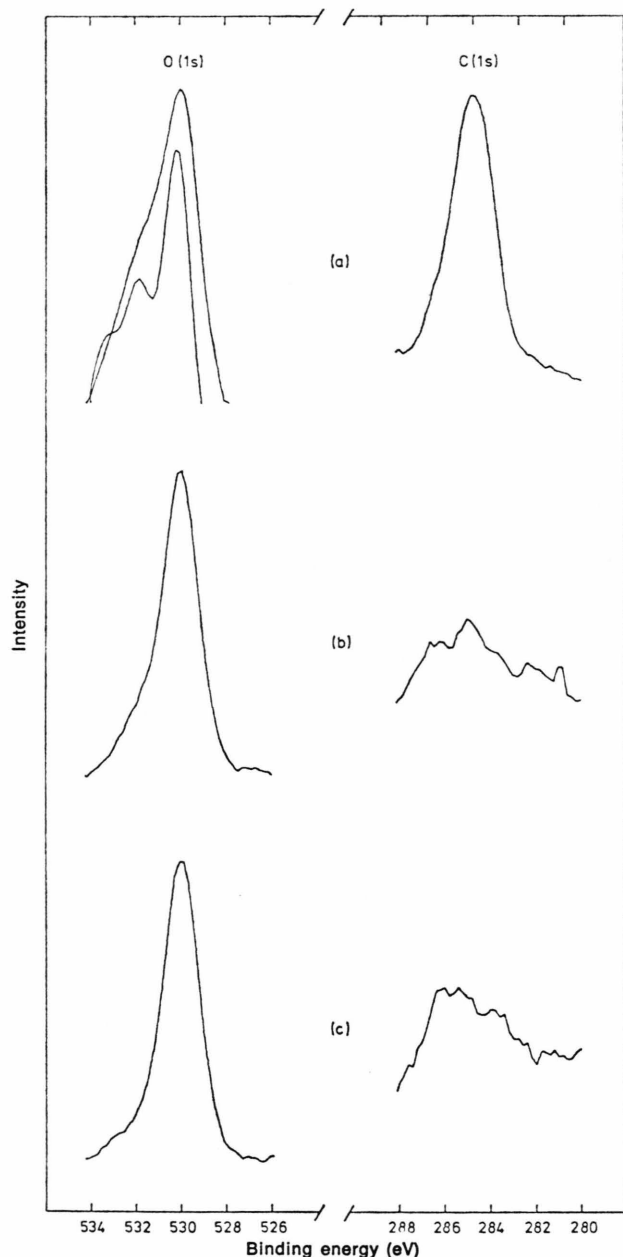 O (1s) C (1s)
(a)
(b)
(c)
Intensity
534 532 530 528 526 288 286 284 282 280
Binding energy (eV)